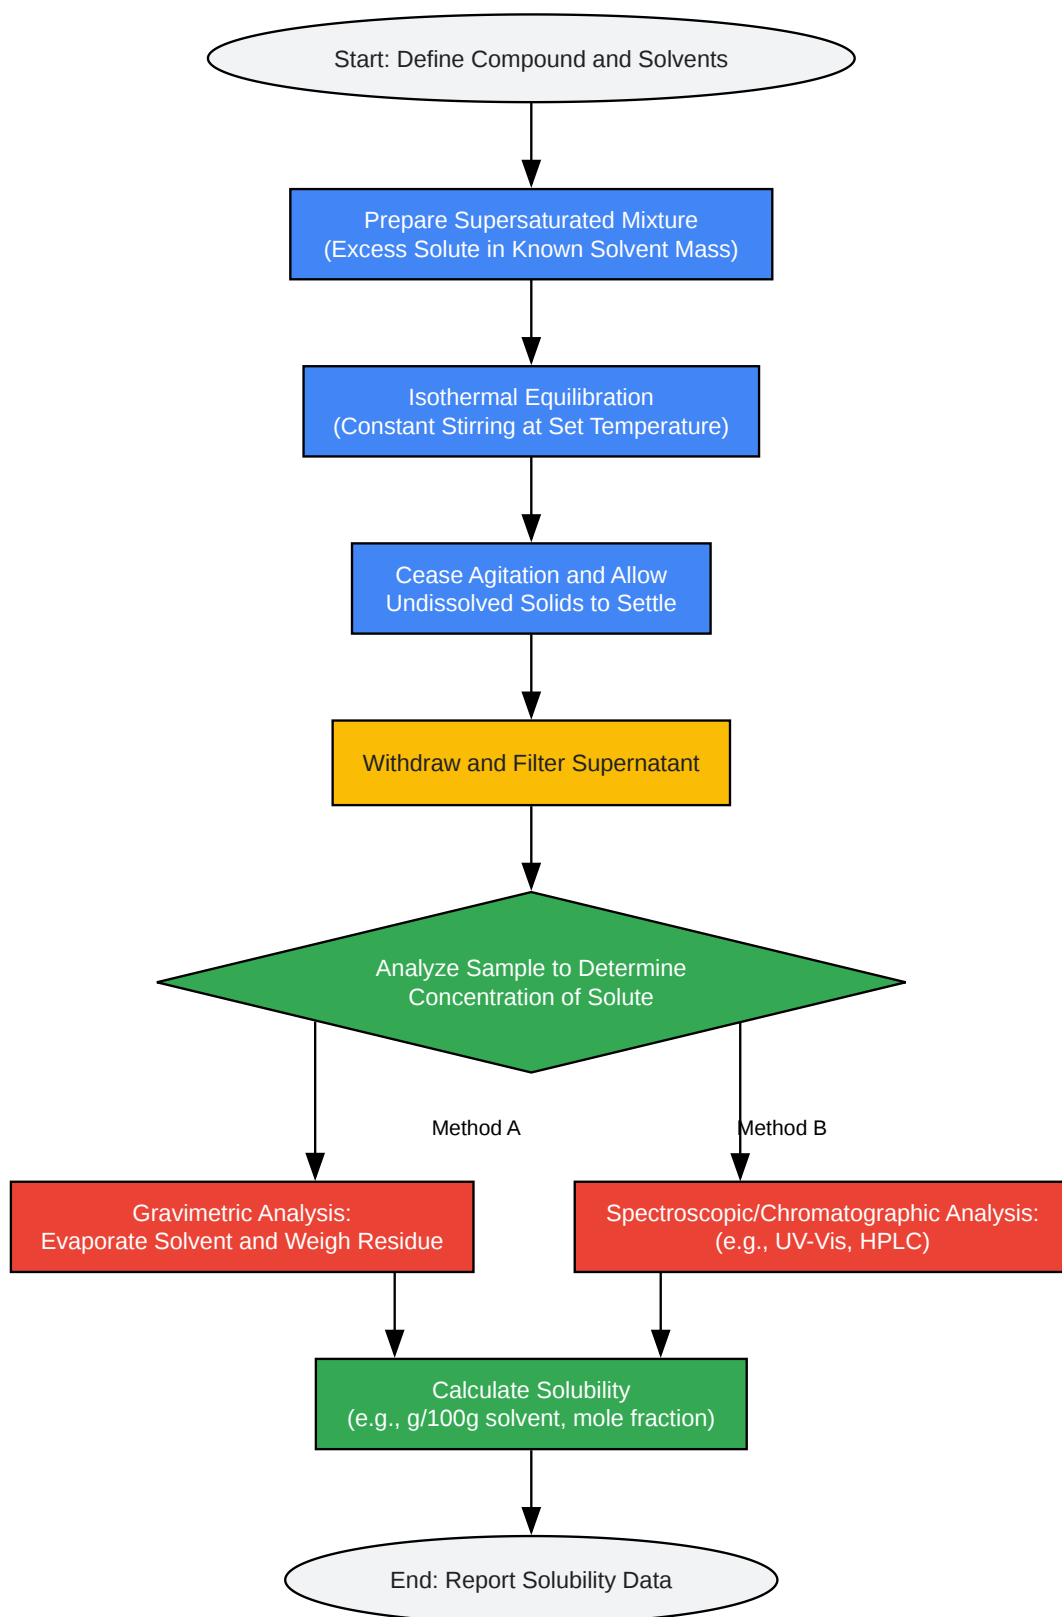 Start: Define Compound and Solvents
Prepare Supersaturated Mixture
(Excess Solute in Known Solvent Mass)
Isothermal Equilibration
(Constant Stirring at Set Temperature)
Cease Agitation and Allow
Undissolved Solids to Settle
Withdraw and Filter Supernatant
Analyze Sample to Determine
Concentration of Solute
Method A
Method B
Gravimetric Analysis:
Evaporate Solvent and Weigh Residue
Spectroscopic/Chromatographic Analysis:
(e.g., UV-Vis, HPLC)
Calculate Solubility
(e.g., g/100g solvent, mole fraction)
End: Report Solubility Data